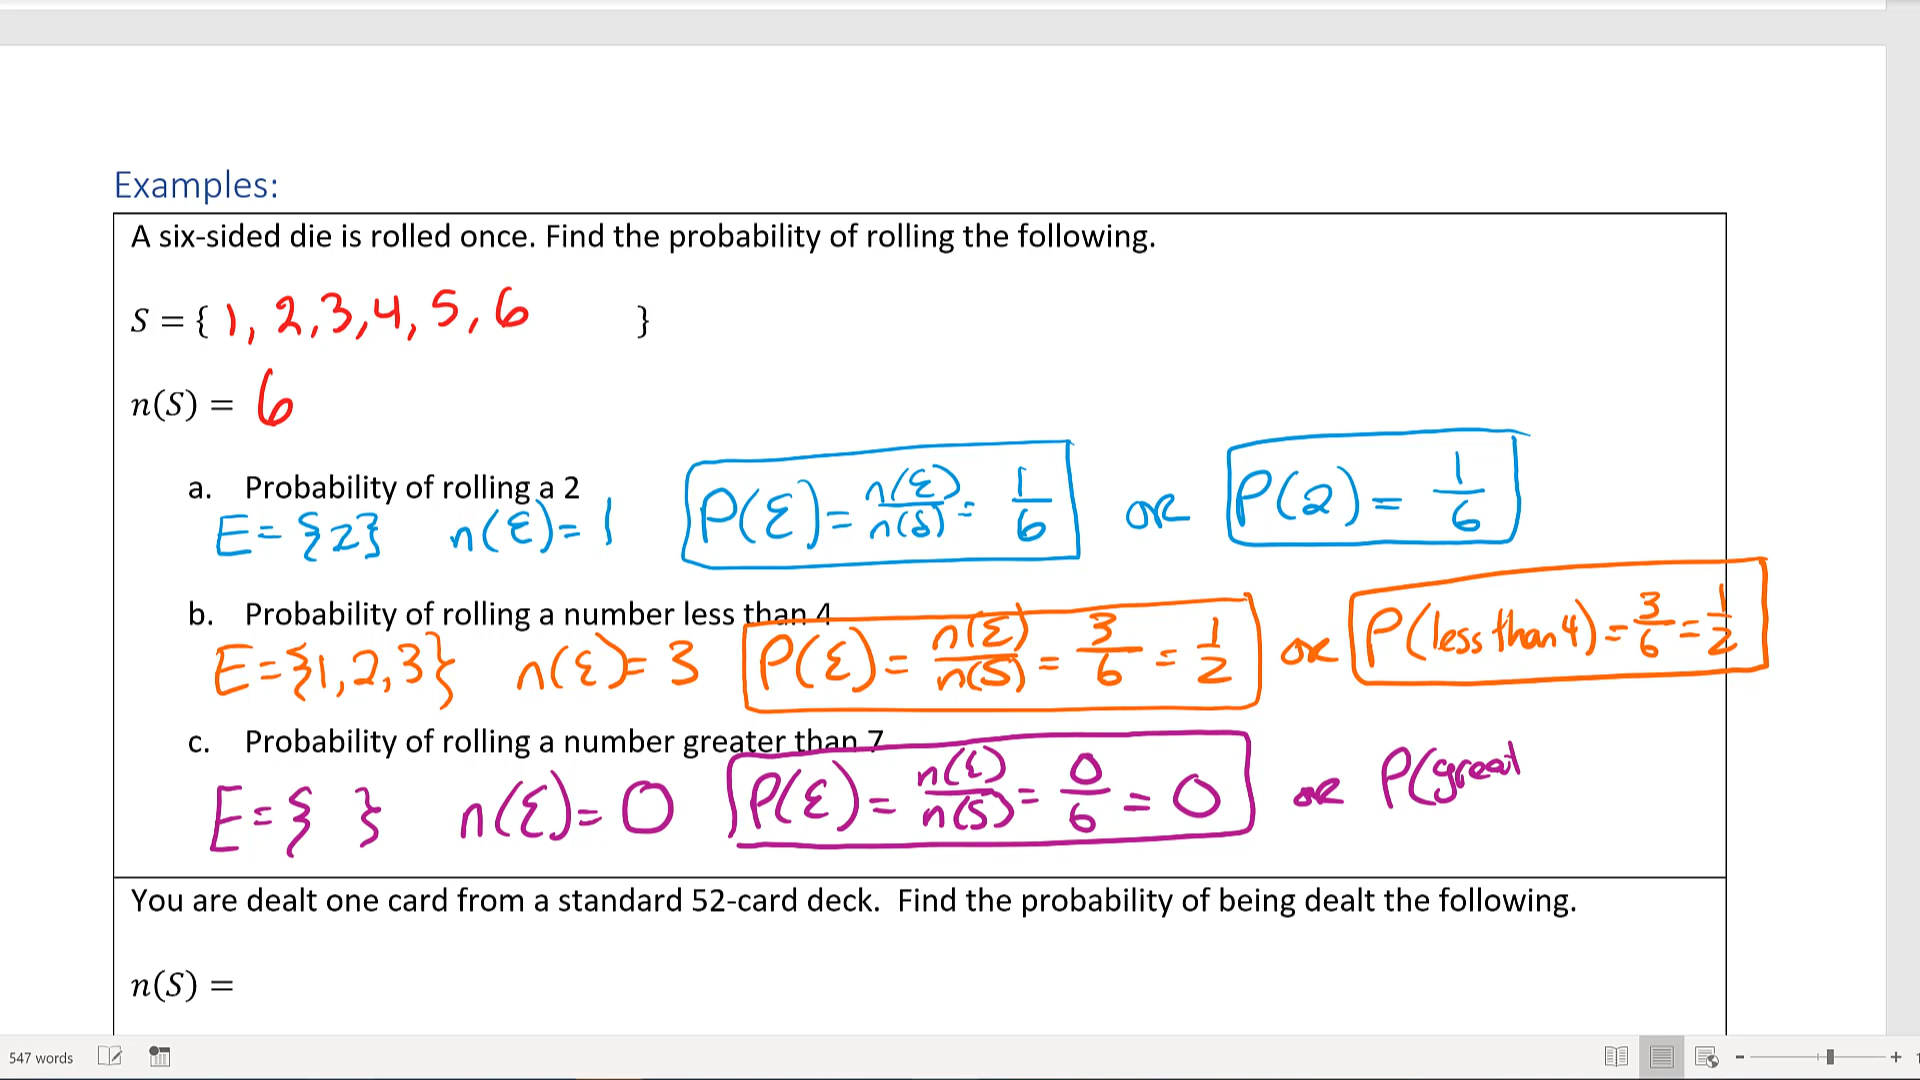 Examples:
A six-sided die is rolled once. Find the probability of rolling the following.
S = { 1, 2, 3, 4, 5, 6 }
n(S) = 6
a. Probability of rolling a 2
E = {2} n(E) = 1 P(E) = n(E)/n(S) = 1/6 OR P(2) = 1/6
b. Probability of rolling a number less than 4
E = {1, 2, 3} n(E) = 3 P(E) = n(E)/n(S) = 3/6 = 1/2 OR P(less than 4) = 3/6 = 1/2
c. Probability of rolling a number greater than 7
E = { } n(E) = 0 P(E) = n(E)/n(S) = 0/6 = 0 OR P(great
You are dealt one card from a standard 52-card deck. Find the probability of being dealt the following.
n(S) =
547 words